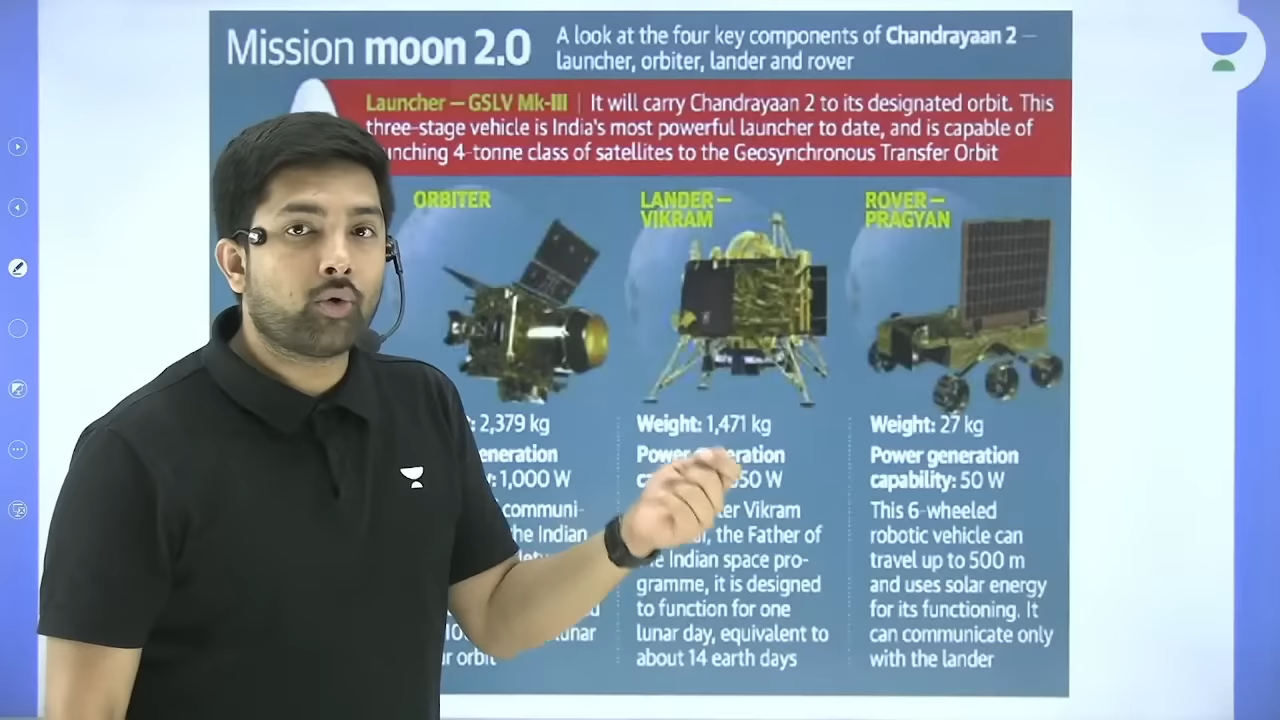 Mission moon 2.0
A look at the four key components of Chandrayaan 2 –
launcher, orbiter, lander and rover
Launcher – GSLV Mk-III | It will carry Chandrayaan 2 to its designated orbit. This
three-stage vehicle is India's most powerful launcher to date, and is capable of
4-tonne class of satellites to the Geosynchronous Transfer Orbit
ORBITER
2,379 kg
1,000 W
Indian
orbit
LANDER –
VIKRAM
Weight: 1,471 kg
Power
W
Vikram
the Father of
Indian space pro-
gramme, it is designed
to function for one
lunar day, equivalent to
about 14 earth days
ROVER –
PRAGYAN
Weight: 27 kg
Power generation
capability: 50 W
This 6-wheeled
robotic vehicle can
travel up to 500 m
and uses solar energy
for its functioning. It
can communicate only
with the lander